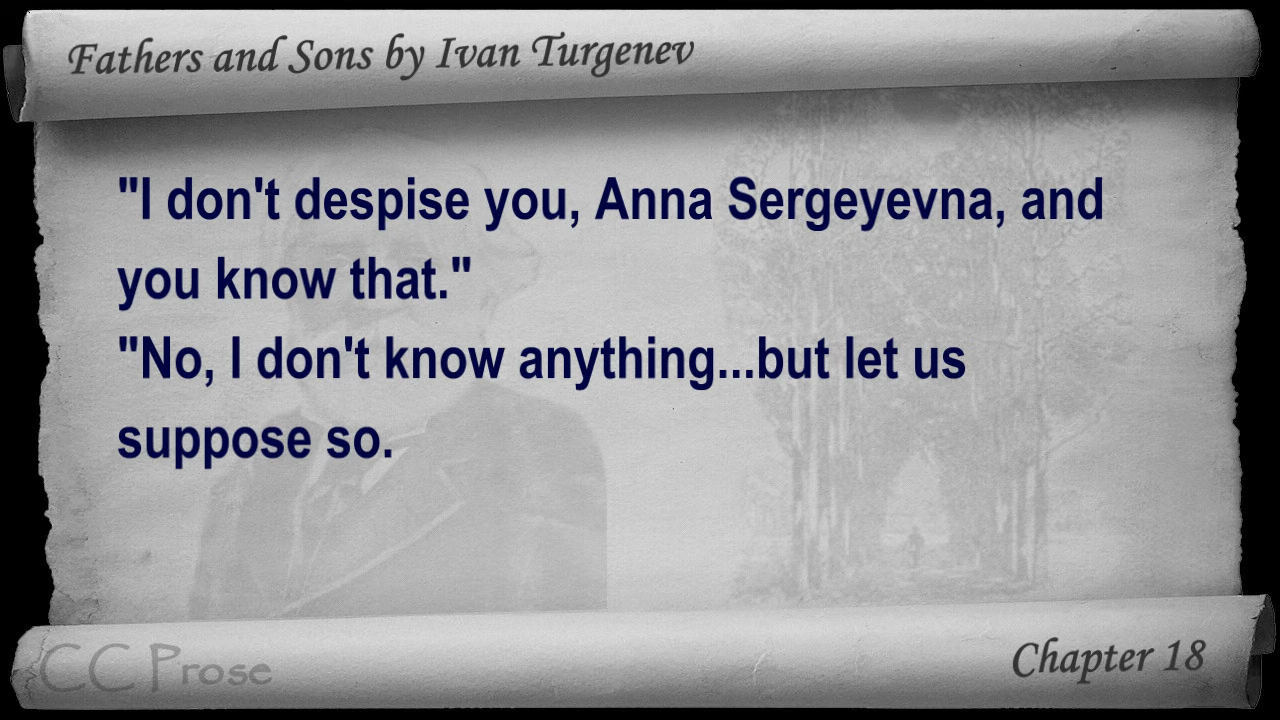 Fathers and Sons by Ivan Turgenev
"I don't despise you, Anna Sergeyevna, and
you know that."
"No, I don't know anything...but let us
suppose so.
CC Prose
Chapter 18